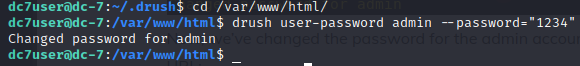 dc7user@dc-7:~/.drush$ cd /var/www/html/
dc7user@dc-7:/var/www/html$ drush user-password admin --password="1234"
Changed password for admin
dc7user@dc-7:/var/www/html$ _